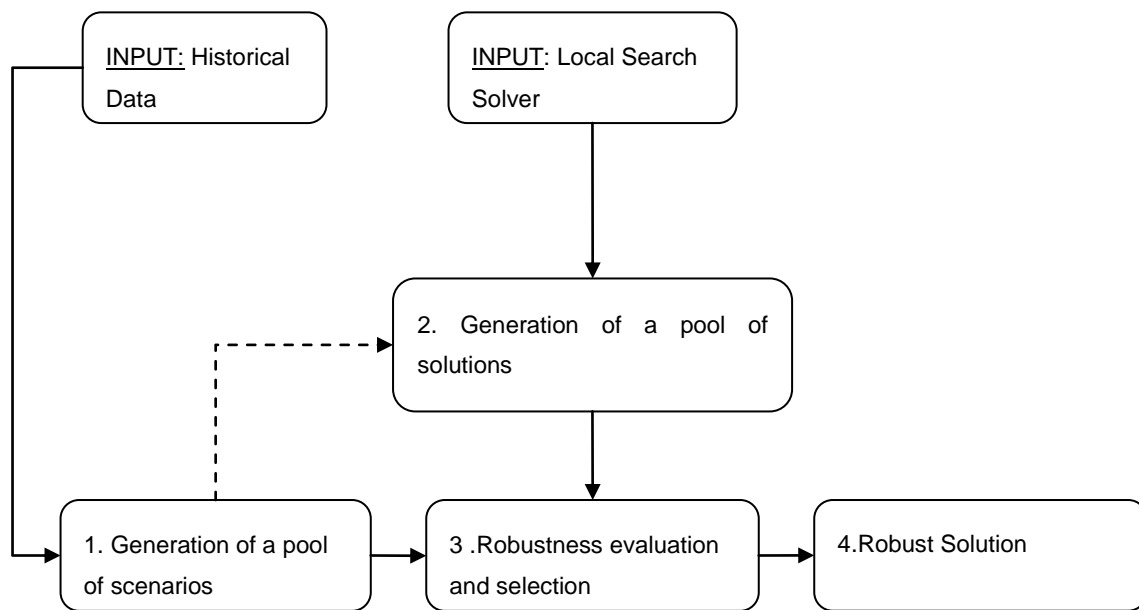 INPUT: Historical
Data
INPUT: Local Search
Solver
2. Generation of a pool of
solutions
1. Generation of a pool
of scenarios
3 .Robustness evaluation
and selection
4.Robust Solution